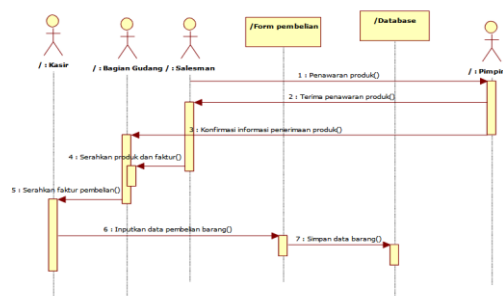 /Form pembelian
/Database
/ : Kasir
/ : Bagian Gudang
/ : Salesman
/ : Pimpin
1 : Penawaran produk()
2 : Terima penawaran produk()
3 : Konfirmasi informasi penerimaan produk()
4 : Serahkan produk dan faktur()
5 : Serahkan faktur pembelian()
6 : Inputkan data pembelian barang()
7 : Simpan data barang()